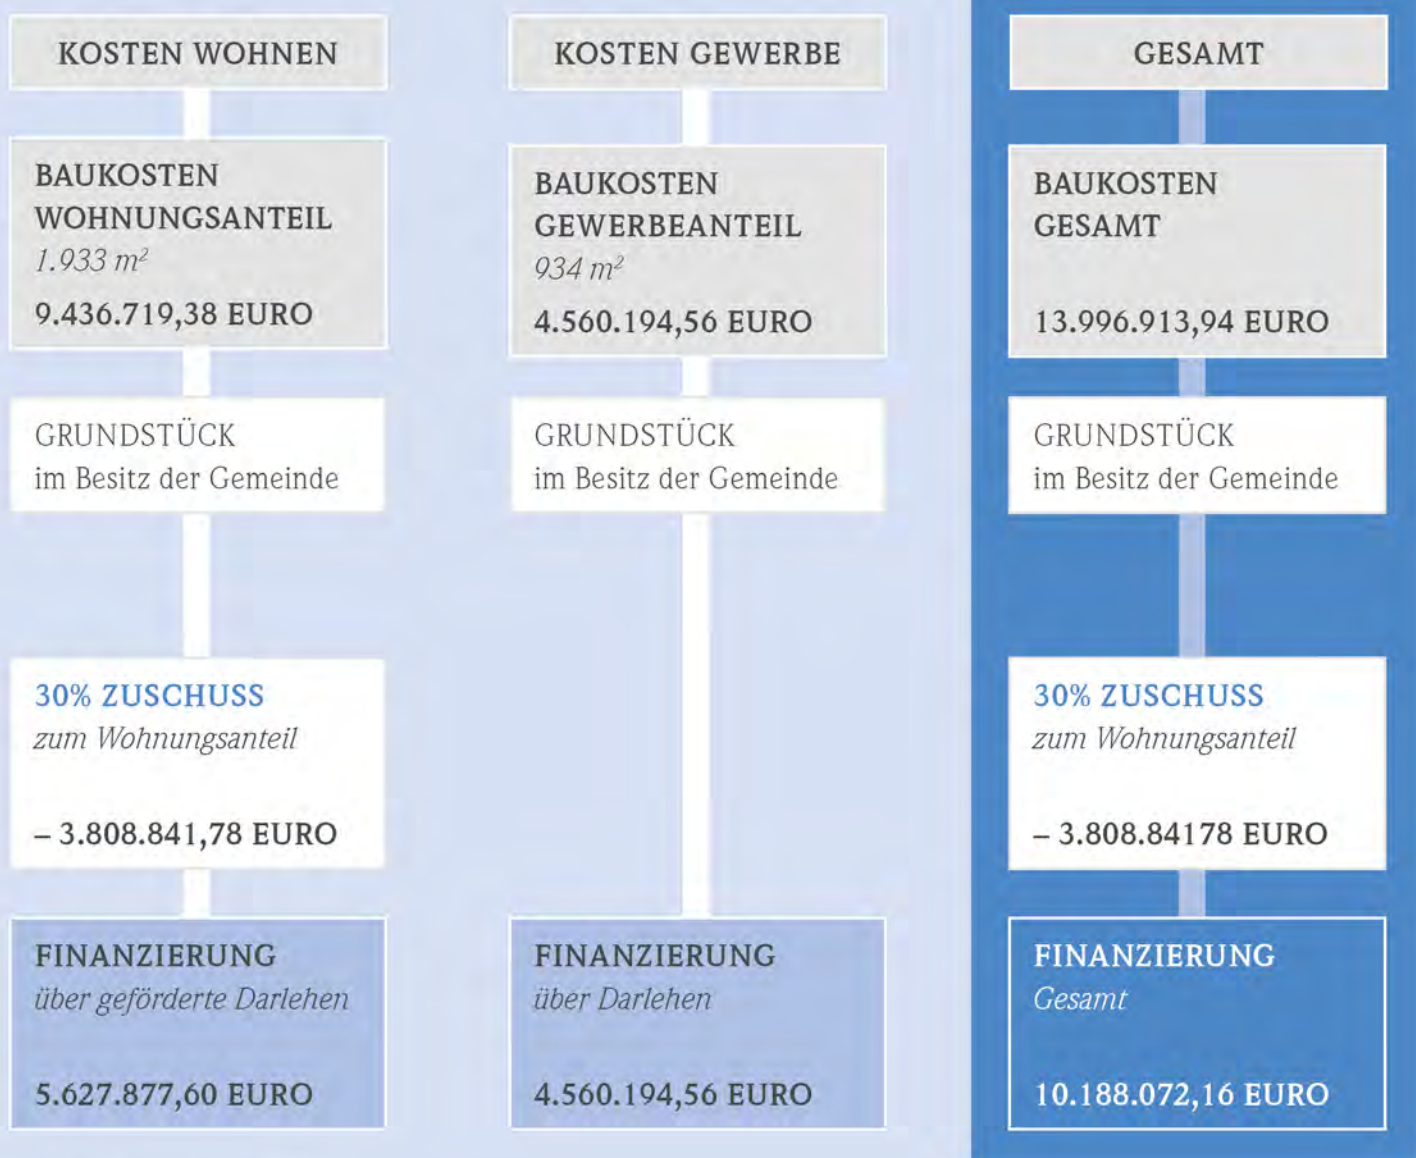 KOSTEN WOHNEN
BAUKOSTEN
WOHNUNGSANTEIL
1.933 m²
9.436.719,38 EURO
GRUNDSTÜCK
im Besitz der Gemeinde
30% ZUSCHUSS
zum Wohnungsanteil
– 3.808.841,78 EURO
FINANZIERUNG
über geförderte Darlehen
5.627.877,60 EURO
KOSTEN GEWERBE
BAUKOSTEN
GEWERBEANTEIL
934 m²
4.560.194,56 EURO
GRUNDSTÜCK
im Besitz der Gemeinde
FINANZIERUNG
über Darlehen
4.560.194,56 EURO
GESAMT
BAUKOSTEN
GESAMT
13.996.913,94 EURO
GRUNDSTÜCK
im Besitz der Gemeinde
30% ZUSCHUSS
zum Wohnungsanteil
– 3.808.84178 EURO
FINANZIERUNG
Gesamt
10.188.072,16 EURO